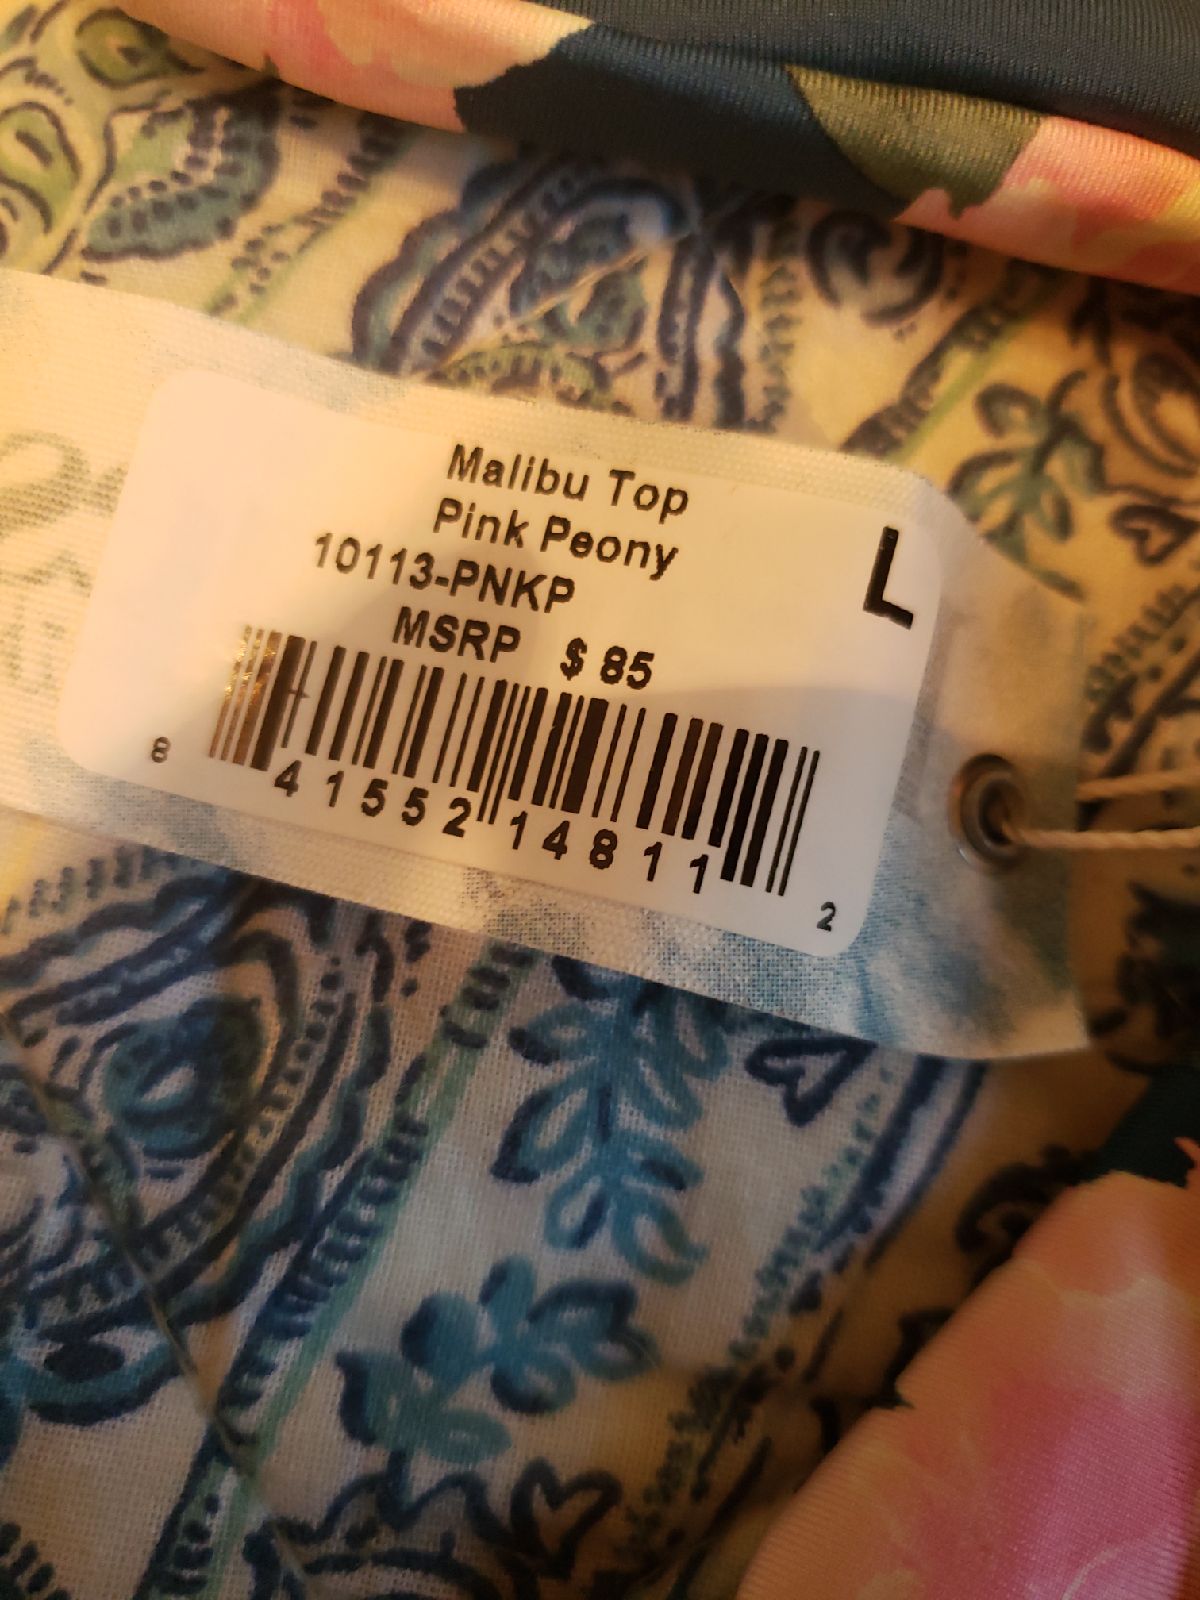 Malibu Top
Pink Peony
L
10113-PNKP
MSRP $ 85
8 41552 14811 2